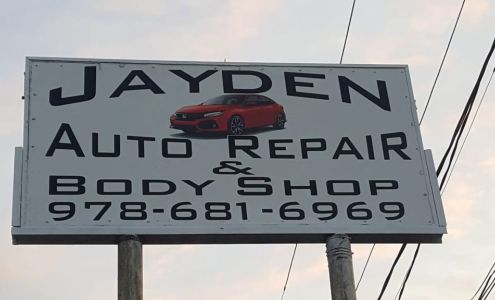 JAYDEN
AUTO REPAIR
&
BODY SHOP
978-681-6969